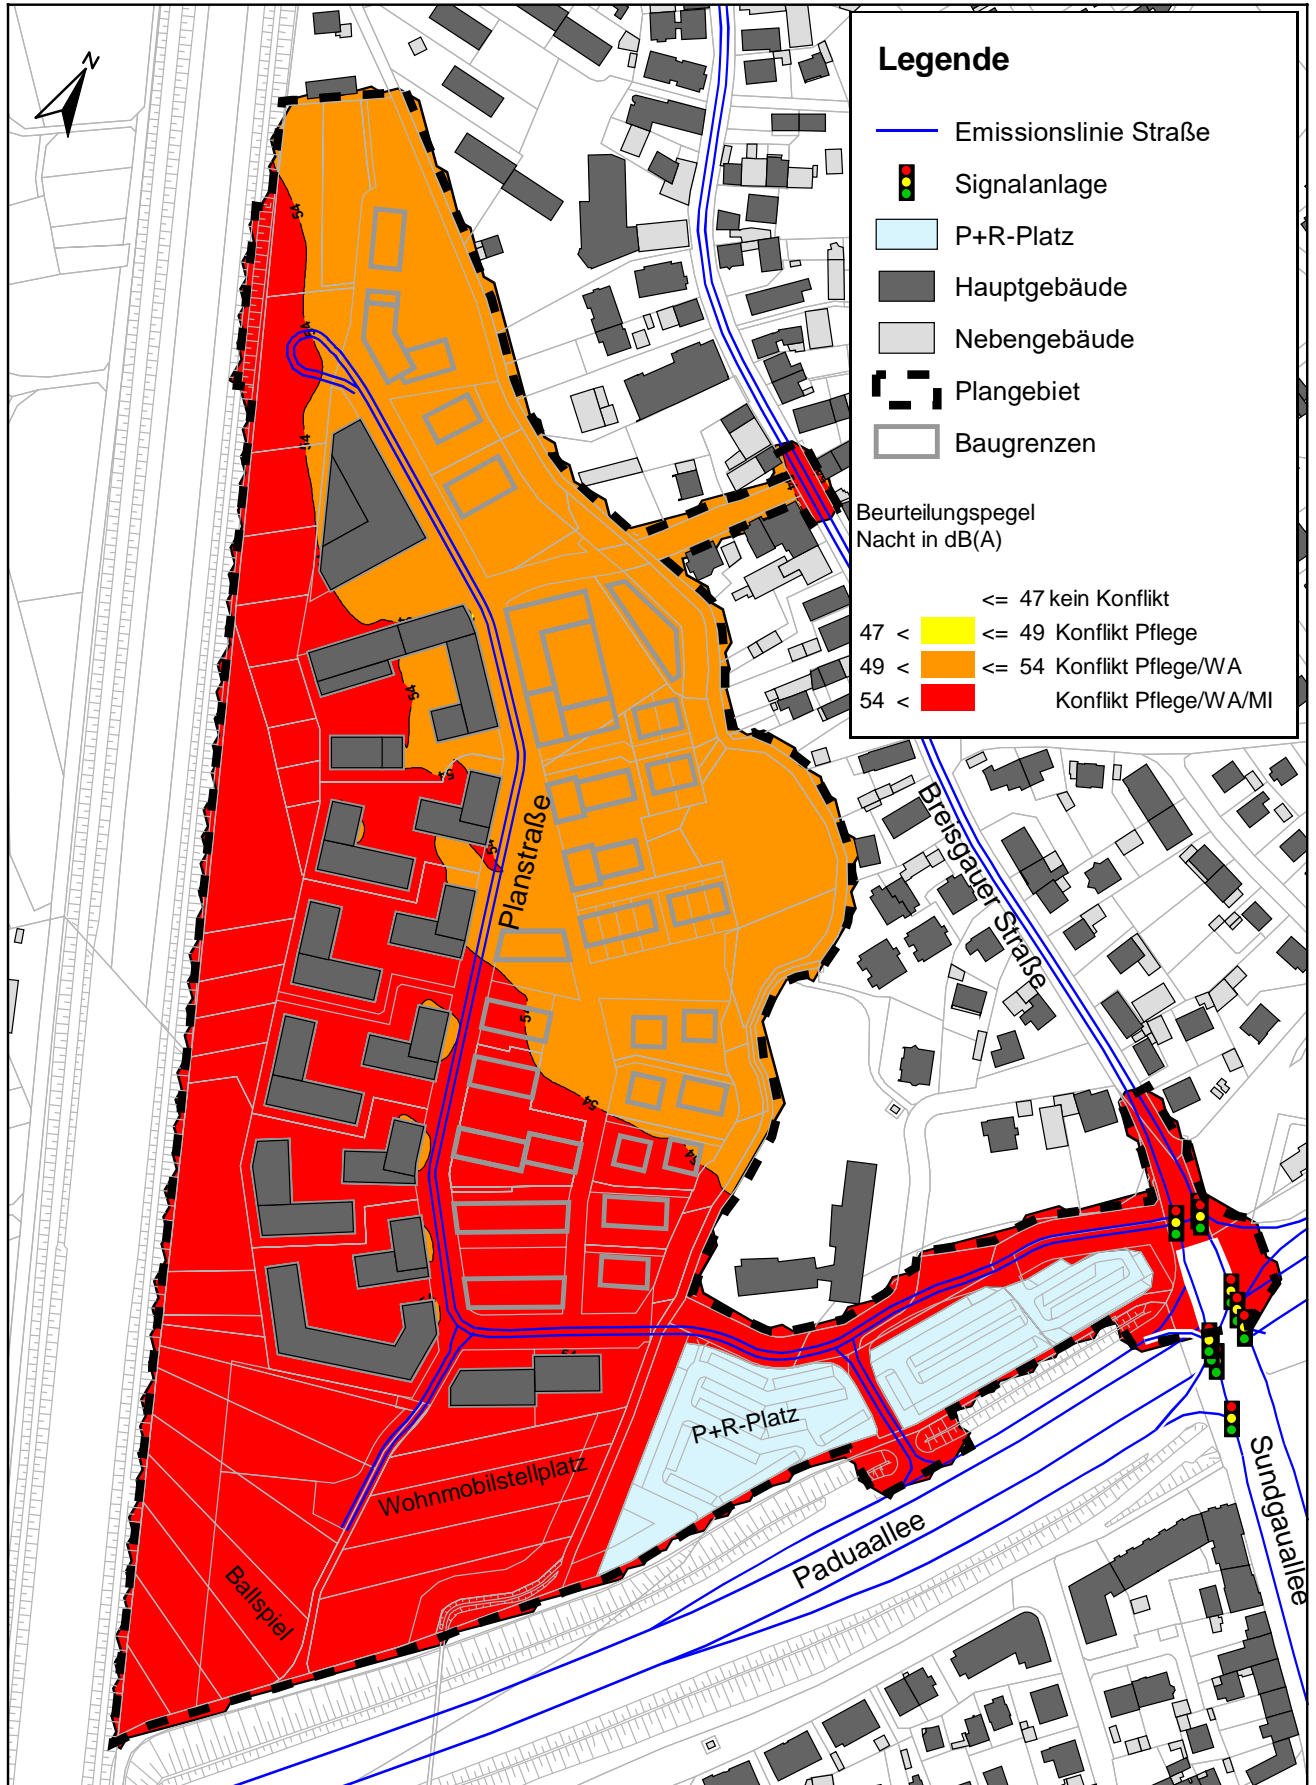 N
Legende
Emissionslinie Straße
Signalanlage
P+R-Platz
Hauptgebäude
Nebengebäude
Plangebiet
Baugrenzen
Beurteilungspegel
Nacht in dB(A)
<= 47 kein Konflikt
47 < <= 49 Konflikt Pflege
49 < <= 54 Konflikt Pflege/WA
54 < Konflikt Pflege/WA/MI
54
54
54
54
54
54
Planstraße
Breisgauer Straße
P+R-Platz
Wohnmobilstellplatz
Ballspiel
Paduaallee
Sundgauallee